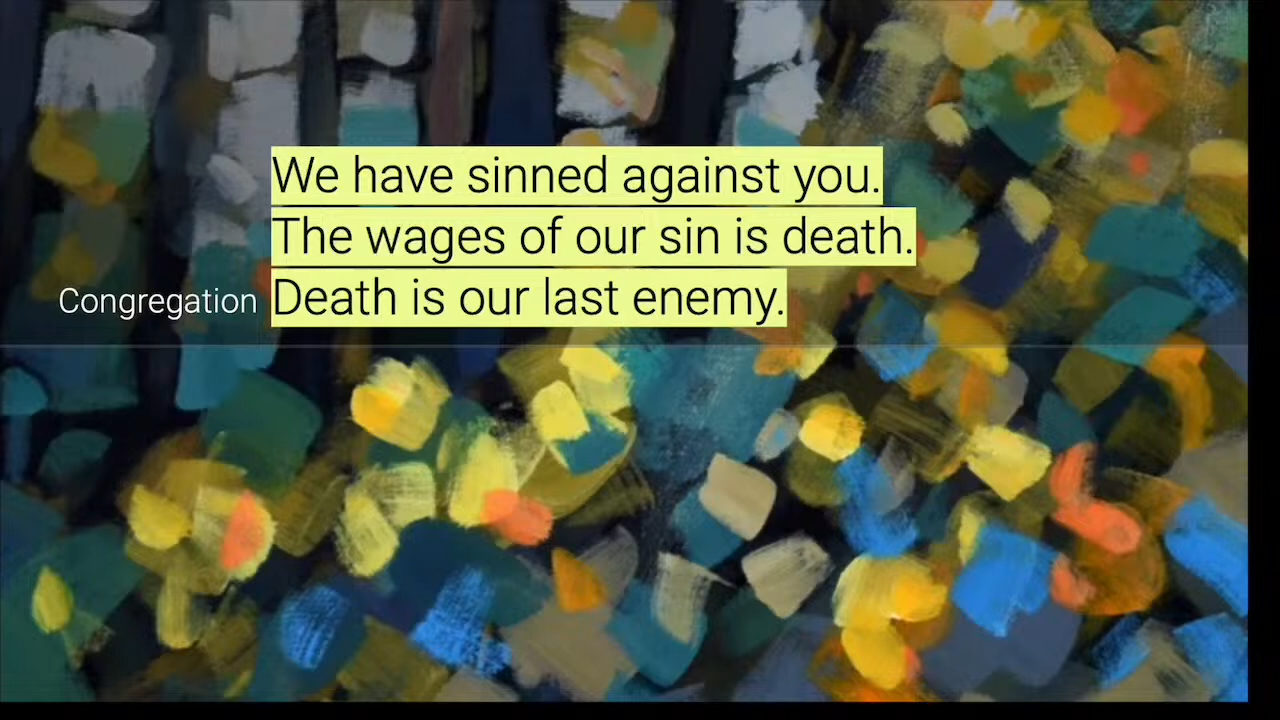 We have sinned against you.
The wages of our sin is death.
Congregation Death is our last enemy.